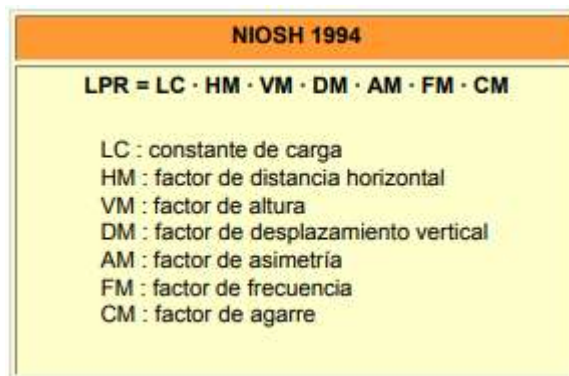 NIOSH 1994
LPR = LC · HM · VM · DM · AM · FM · CM
LC : constante de carga
HM : factor de distancia horizontal
VM : factor de altura
DM : factor de desplazamiento vertical
AM : factor de asimetría
FM : factor de frecuencia
CM : factor de agarre